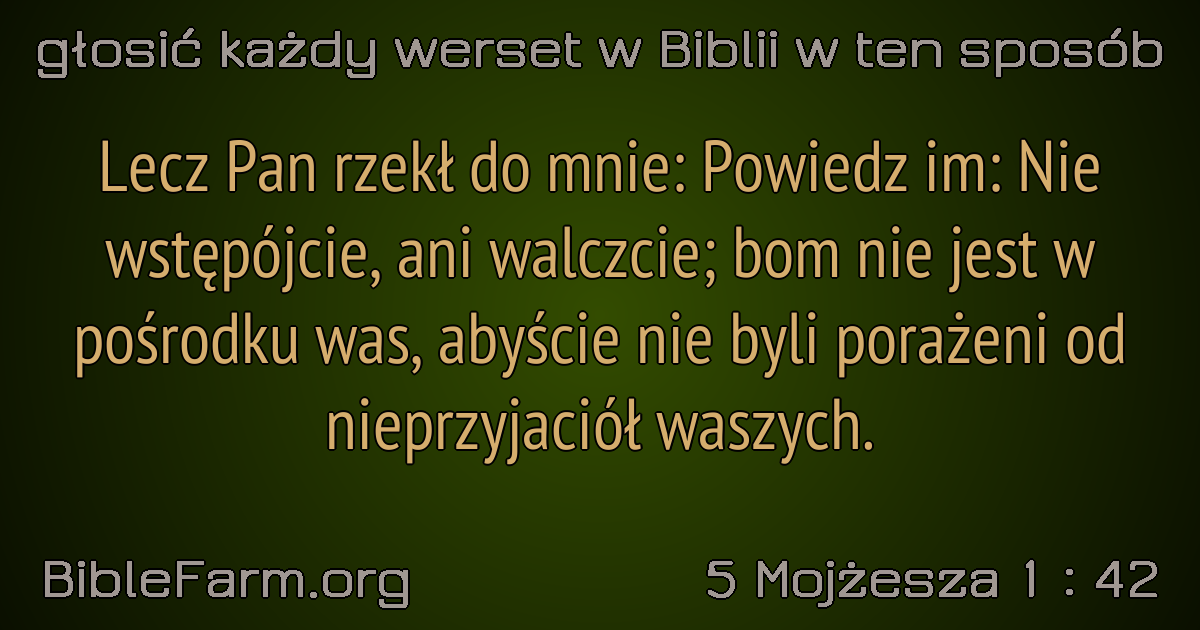 głosić każdy werset w Biblii w ten sposób
Lecz Pan rzekł do mnie: Powiedz im: Nie
wstępójcie, ani walczcie; bom nie jest w
pośrodku was, abyście nie byli porażeni od
nieprzyjaciół waszych.
BibleFarm.org
5 Mojżesza 1 : 42